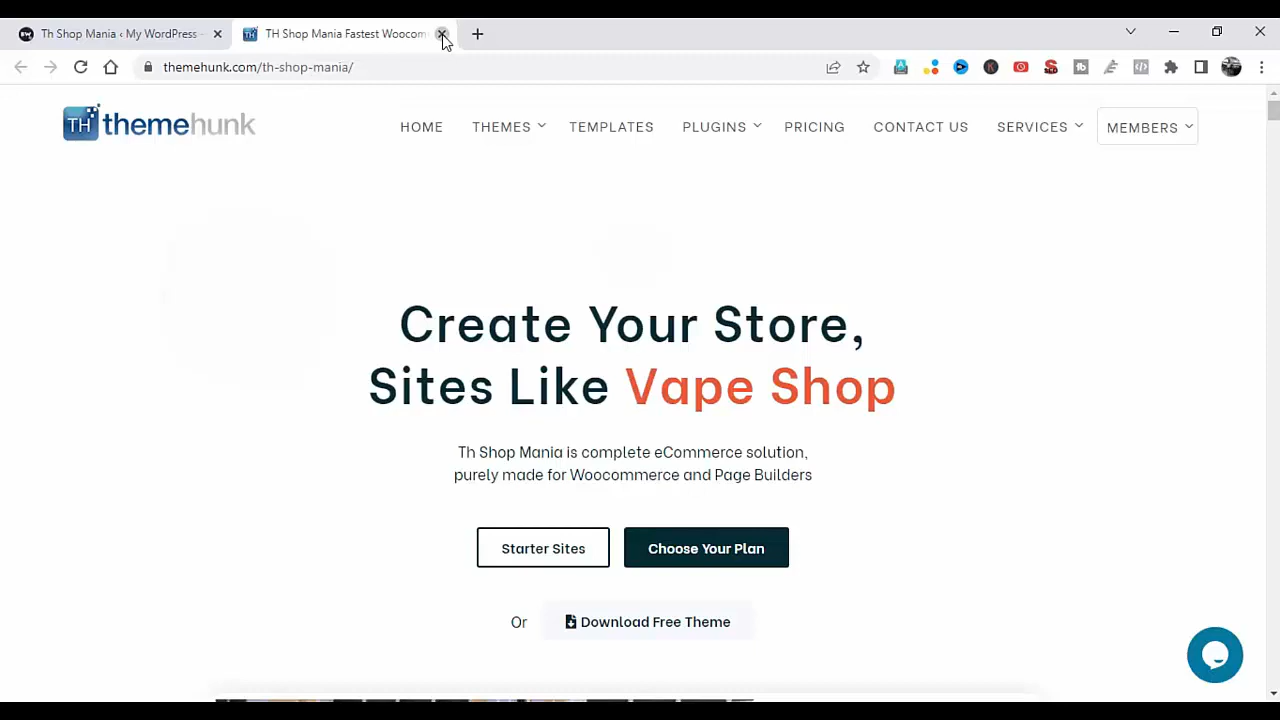 Th Shop Mania ‹ My WordPress -
TH Shop Mania Fastest Woocom
themehunk.com/th-shop-mania/
TH themehunk
HOME
THEMES
TEMPLATES
PLUGINS
PRICING
CONTACT US
SERVICES
MEMBERS
Create Your Store,
Sites Like Vape Shop
Th Shop Mania is complete eCommerce solution,
purely made for Woocommerce and Page Builders
Starter Sites
Choose Your Plan
Or
Download Free Theme